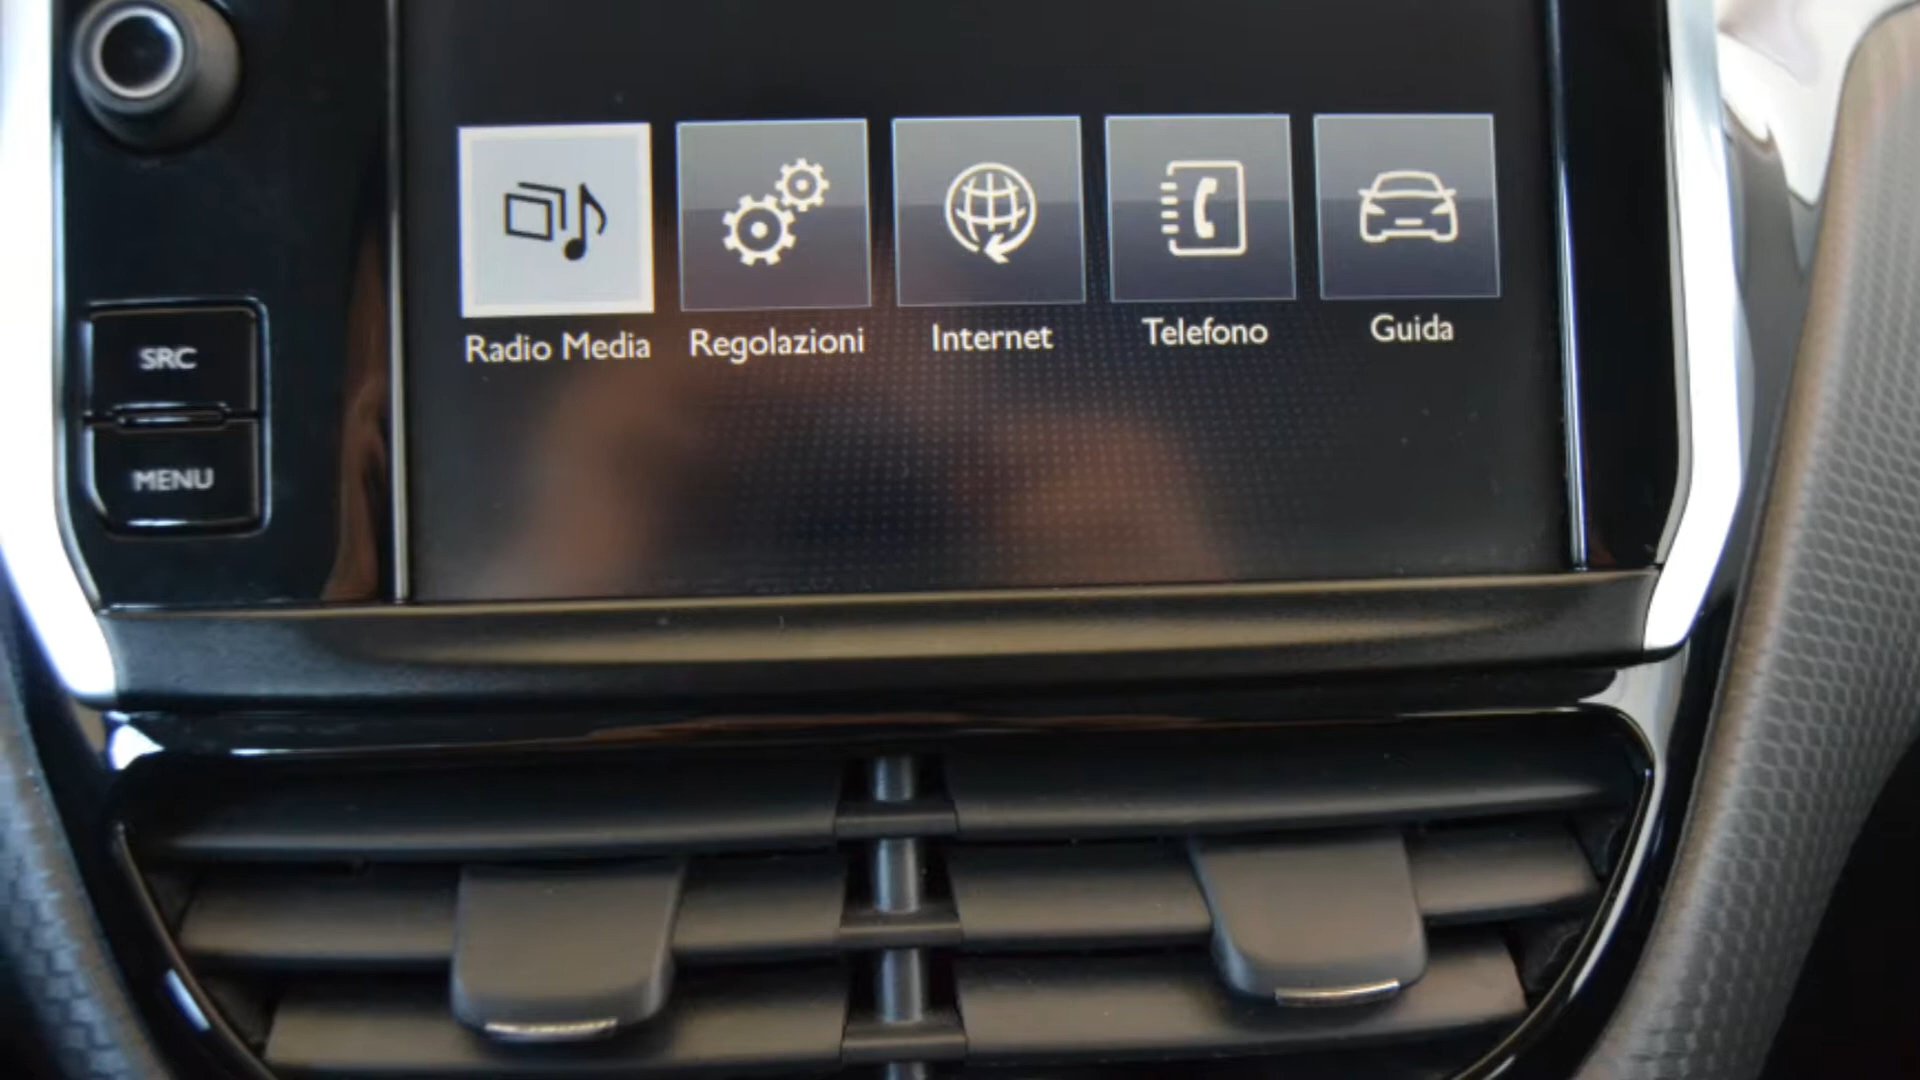 Radio Media
Regolazioni
Internet
Telefono
Guida
SRC
MENU